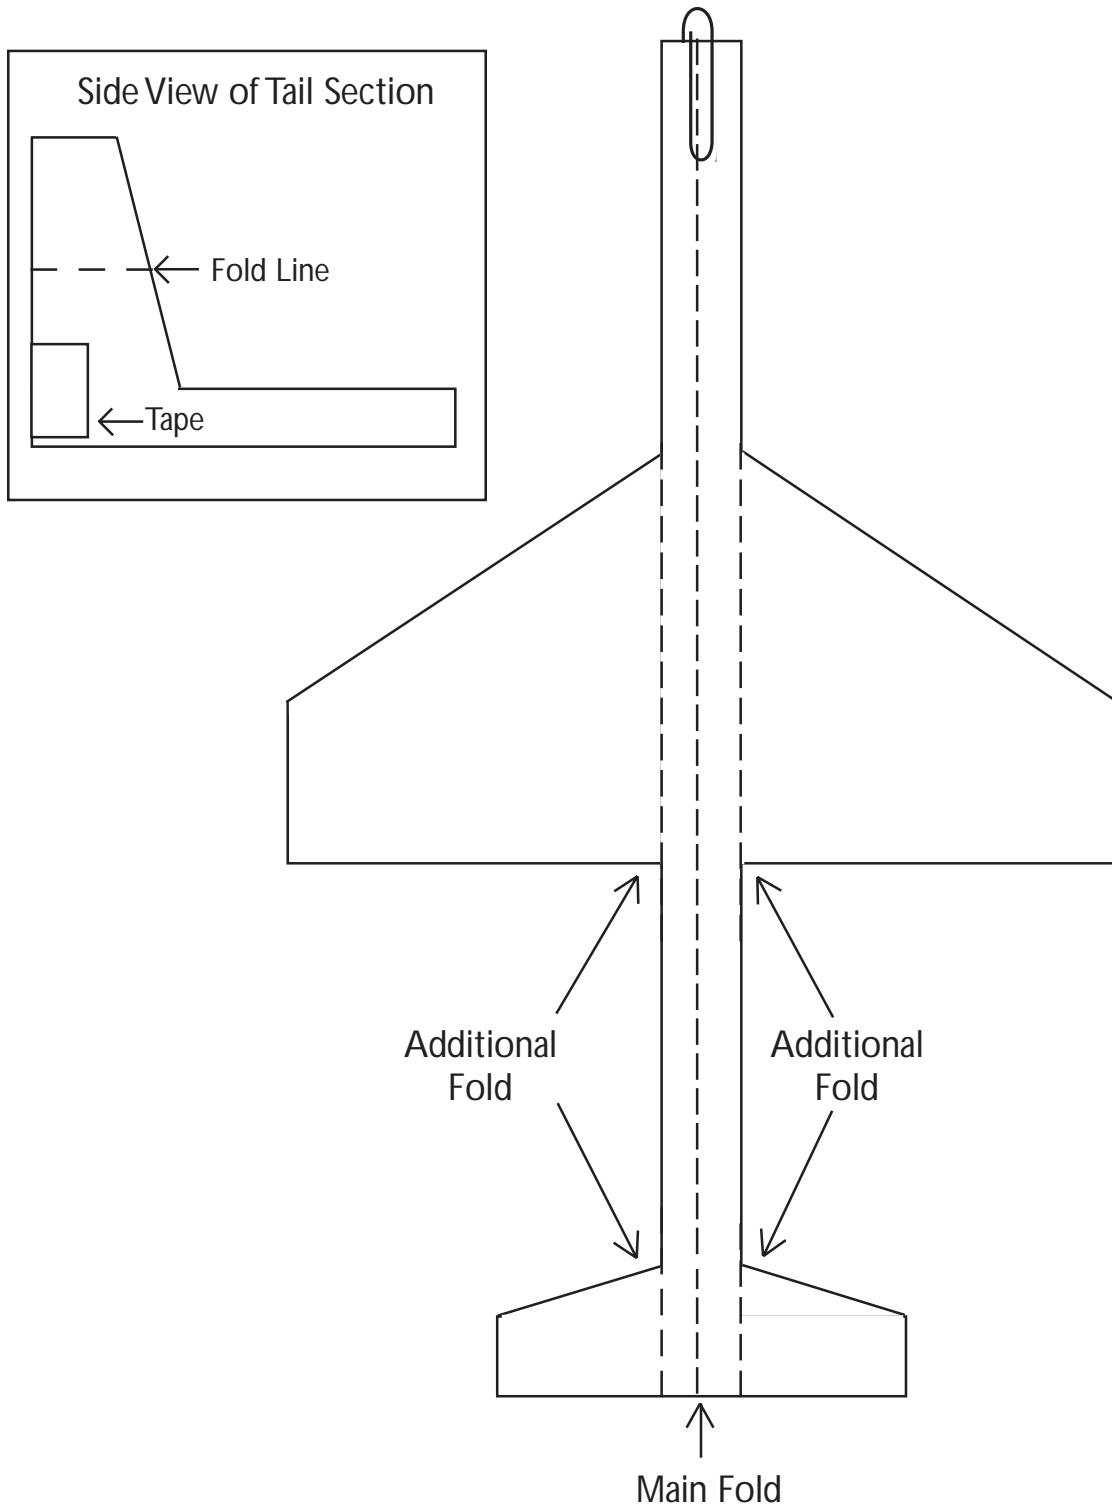 Side View of Tail Section
Fold Line
Tape
Additional
Fold
Additional
Fold
Main Fold